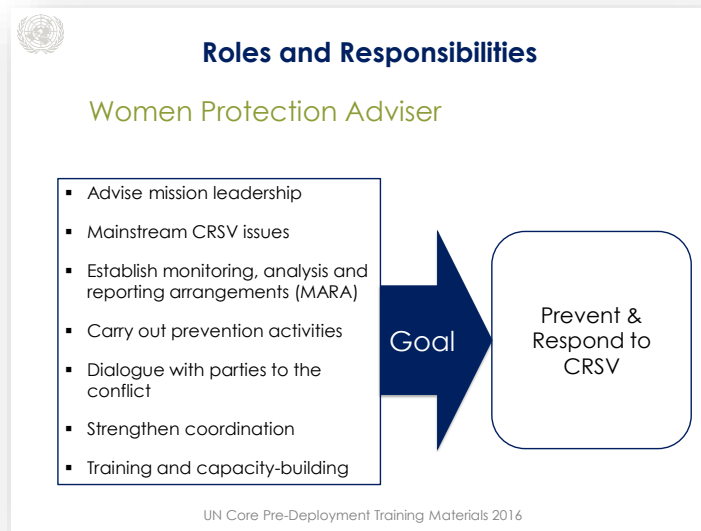 Roles and Responsibilities
Women Protection Adviser
▪ Advise mission leadership
▪ Mainstream CRSV issues
▪ Establish monitoring, analysis and
reporting arrangements (MARA)
▪ Carry out prevention activities
▪ Dialogue with parties to the
conflict
▪ Strengthen coordination
▪ Training and capacity-building
Goal
Prevent &
Respond to
CRSV
UN Core Pre-Deployment Training Materials 2016